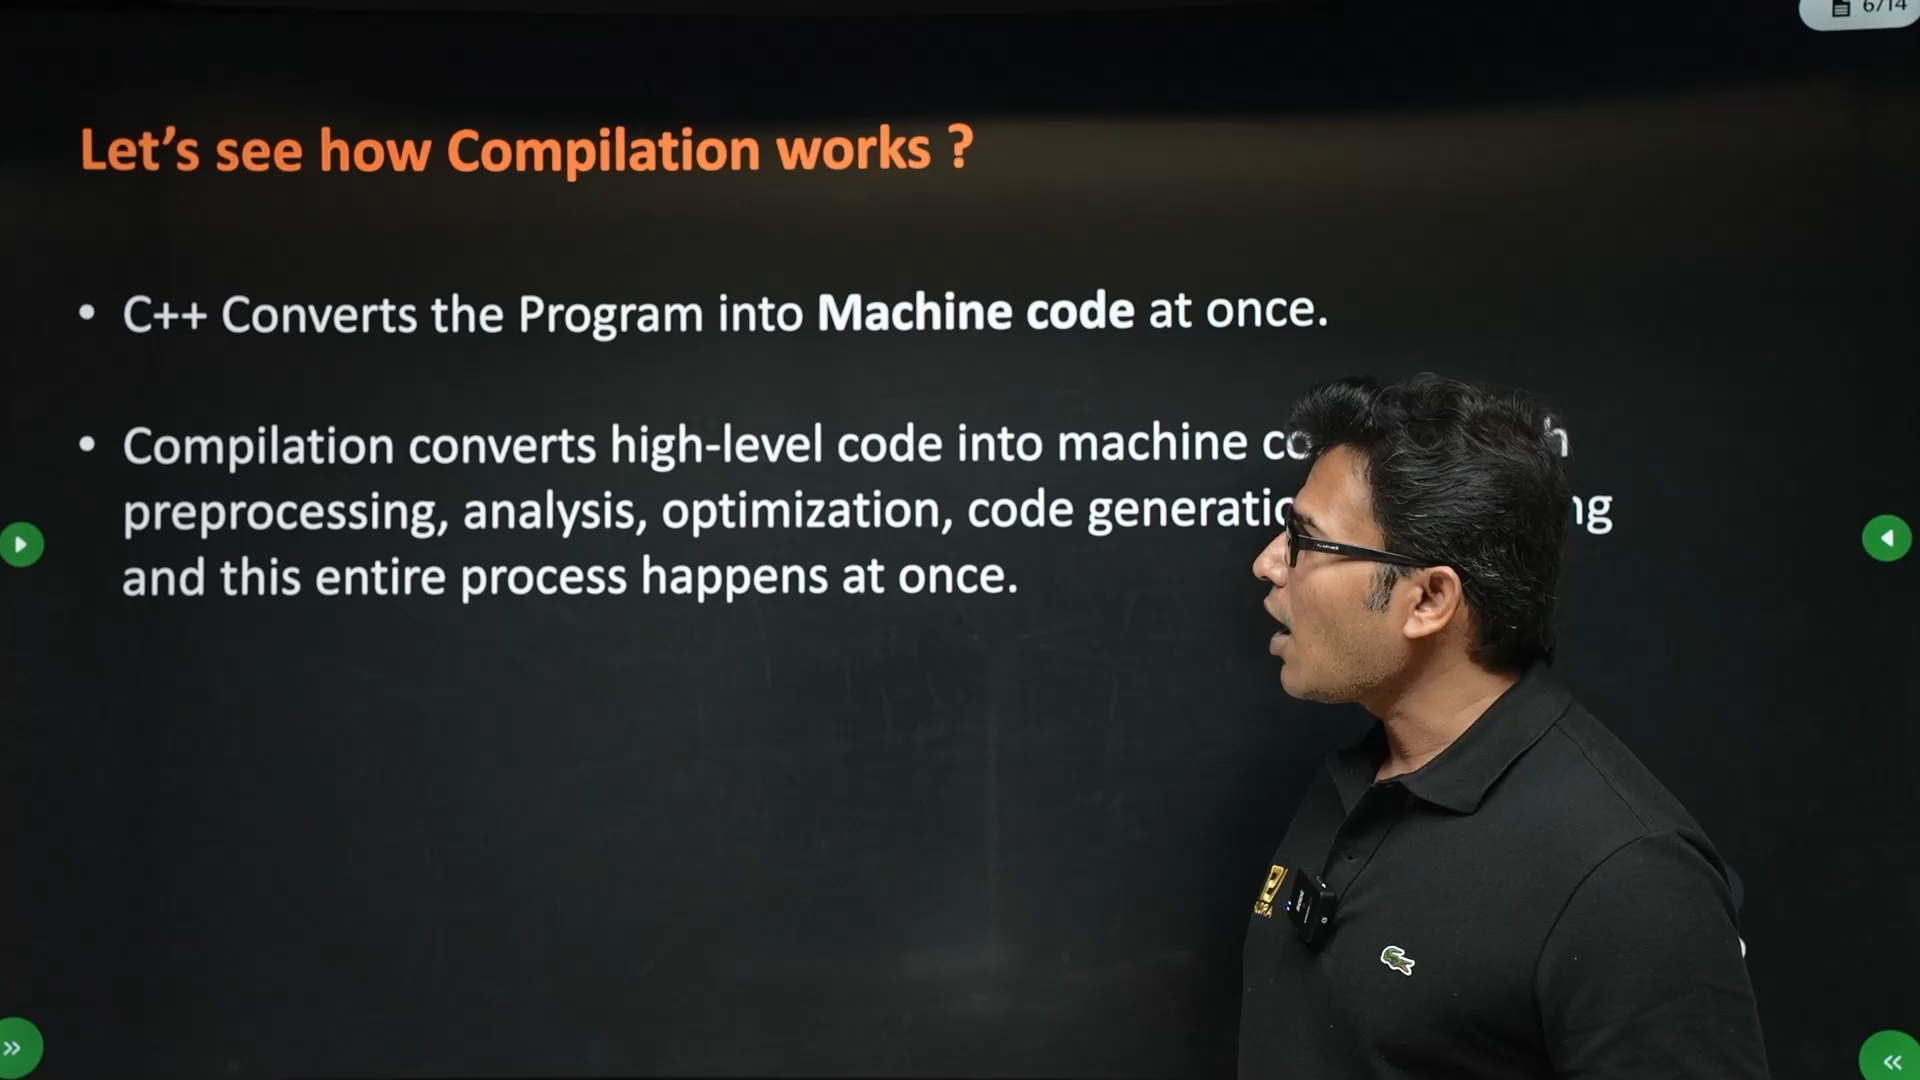 6/14
Let's see how Compilation works ?
• C++ Converts the Program into Machine code at once.
• Compilation converts high-level code into machine
preprocessing, analysis, optimization, code
and this entire process happens at once.